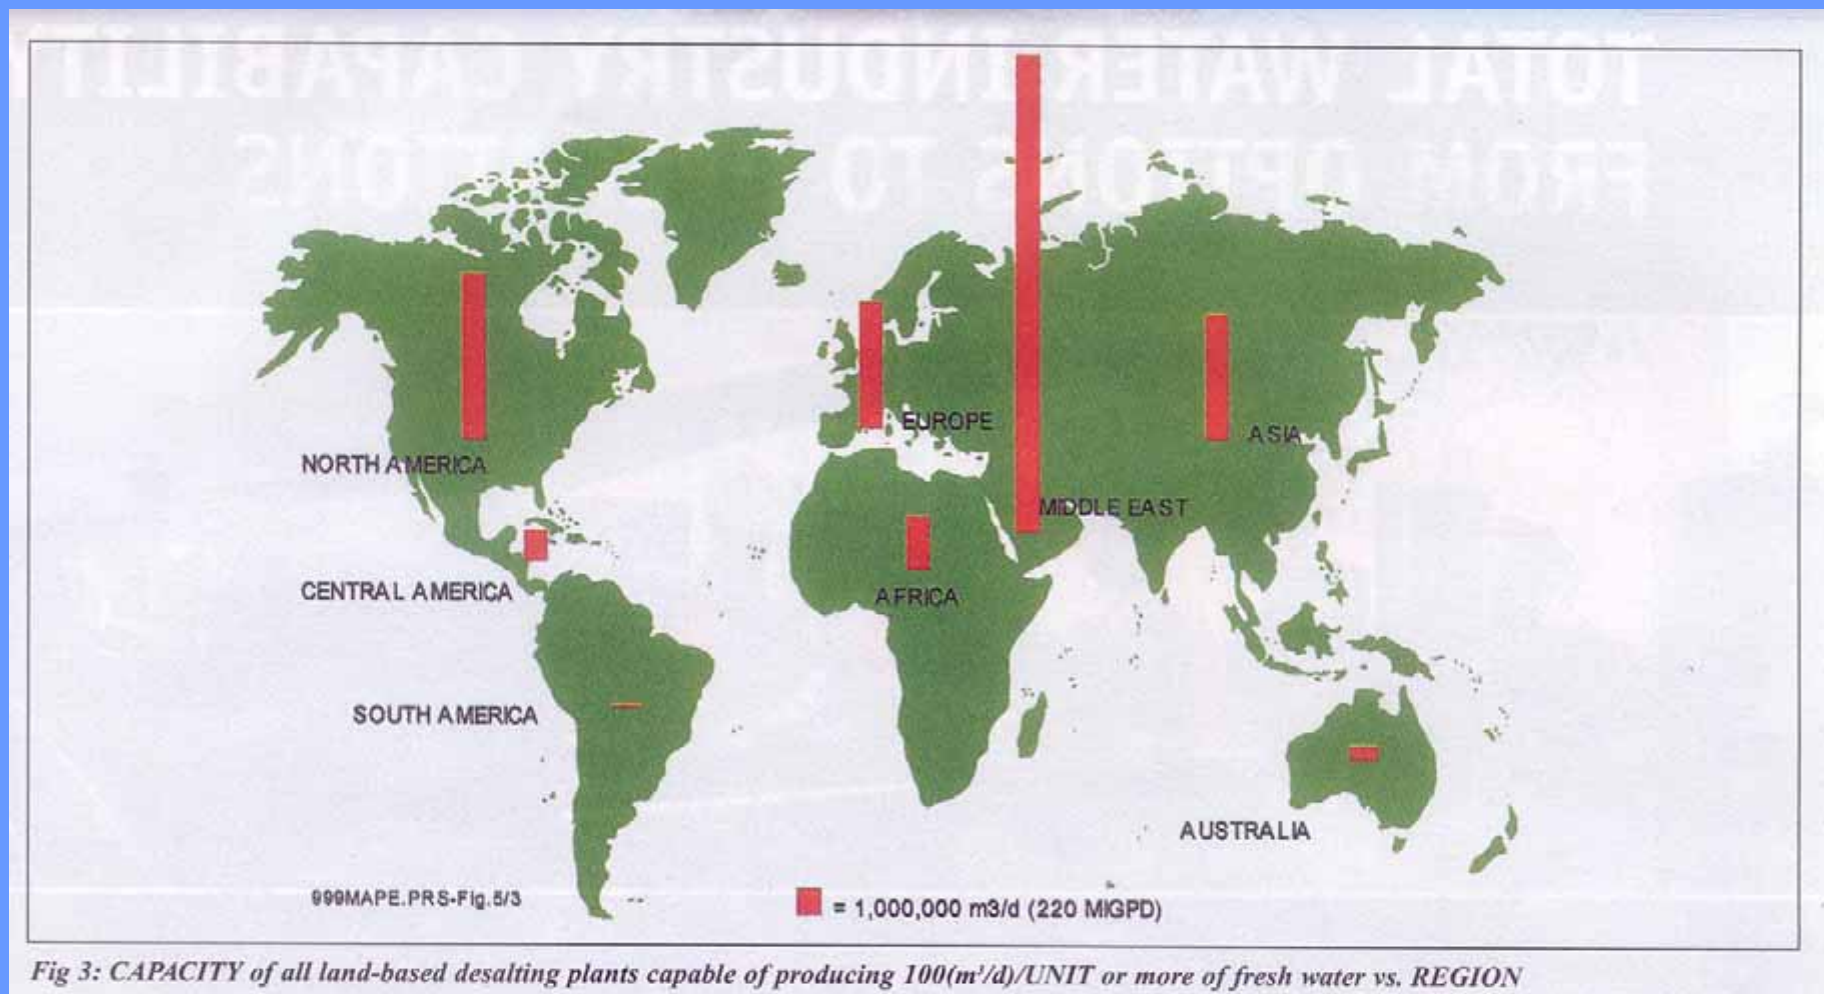 NORTH AMERICA
EUROPE
ASIA
MIDDLE EAST
CENTRAL AMERICA
AFRICA
SOUTH AMERICA
AUSTRALIA
999MAPE.PRS-Fig.5/3
= 1,000,000 m3/d (220 MIGPD)
Fig 3: CAPACITY of all land-based desalting plants capable of producing 100(m³/d)/UNIT or more of fresh water vs. REGION